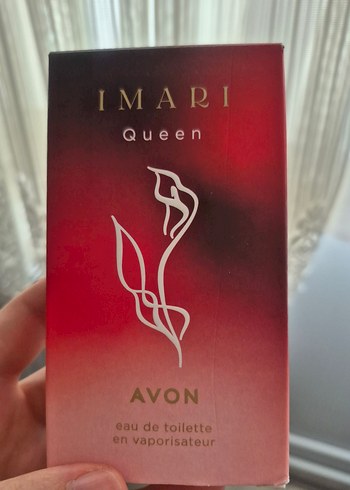 IMARI
Queen
AVON
eau de toilette
en vaporisateur